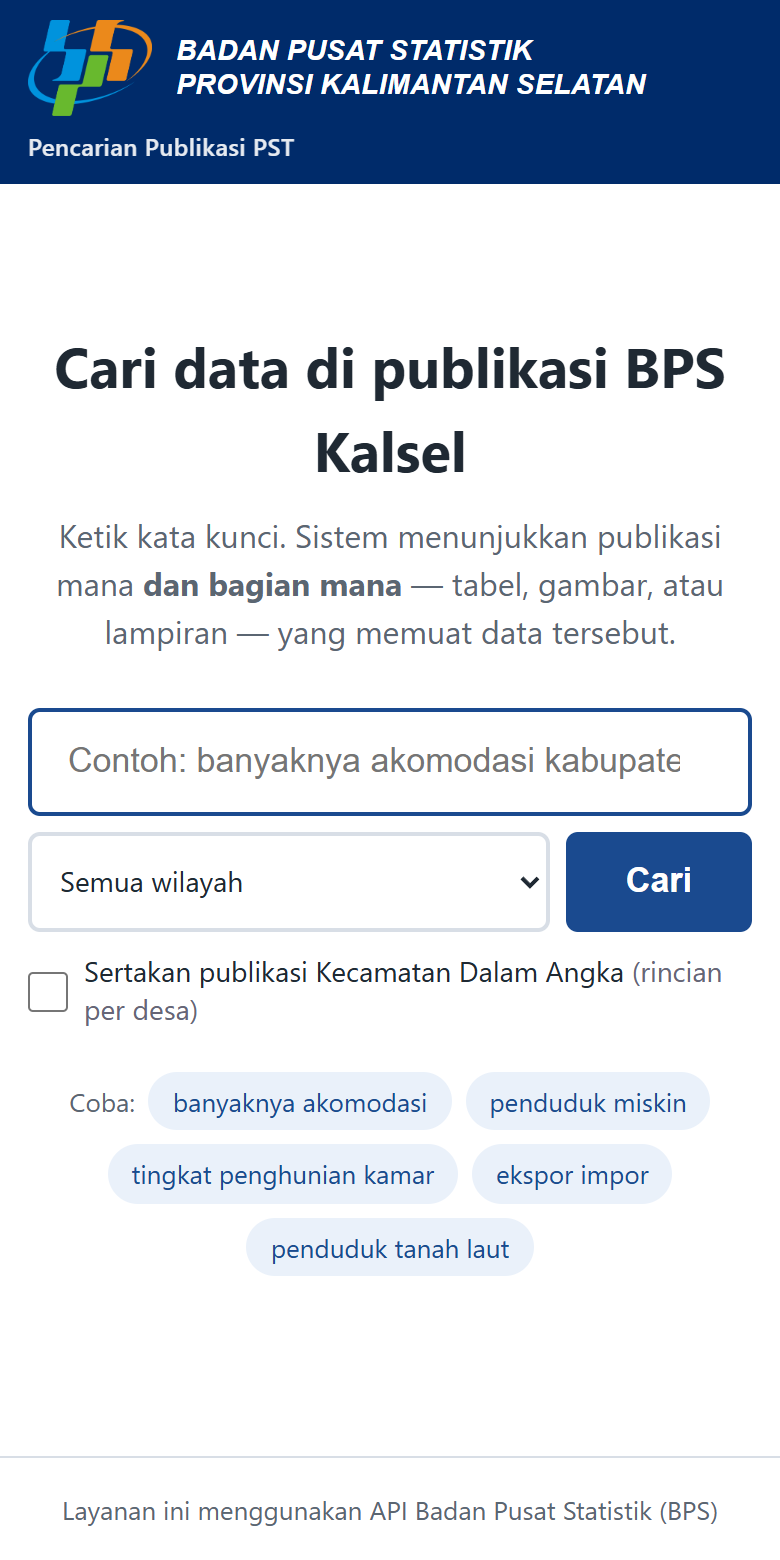 BADAN PUSAT STATISTIK
PROVINSI KALIMANTAN SELATAN
Pencarian Publikasi PST
Cari data di publikasi BPS
Kalsel
Ketik kata kunci. Sistem menunjukkan publikasi
mana dan bagian mana — tabel, gambar, atau
lampiran — yang memuat data tersebut.
Contoh: banyaknya akomodasi kabupate
Semua wilayah
Cari
Sertakan publikasi Kecamatan Dalam Angka (rincian
per desa)
Coba: banyaknya akomodasi penduduk miskin
tingkat penghunian kamar ekspor impor
penduduk tanah laut
Layanan ini menggunakan API Badan Pusat Statistik (BPS)